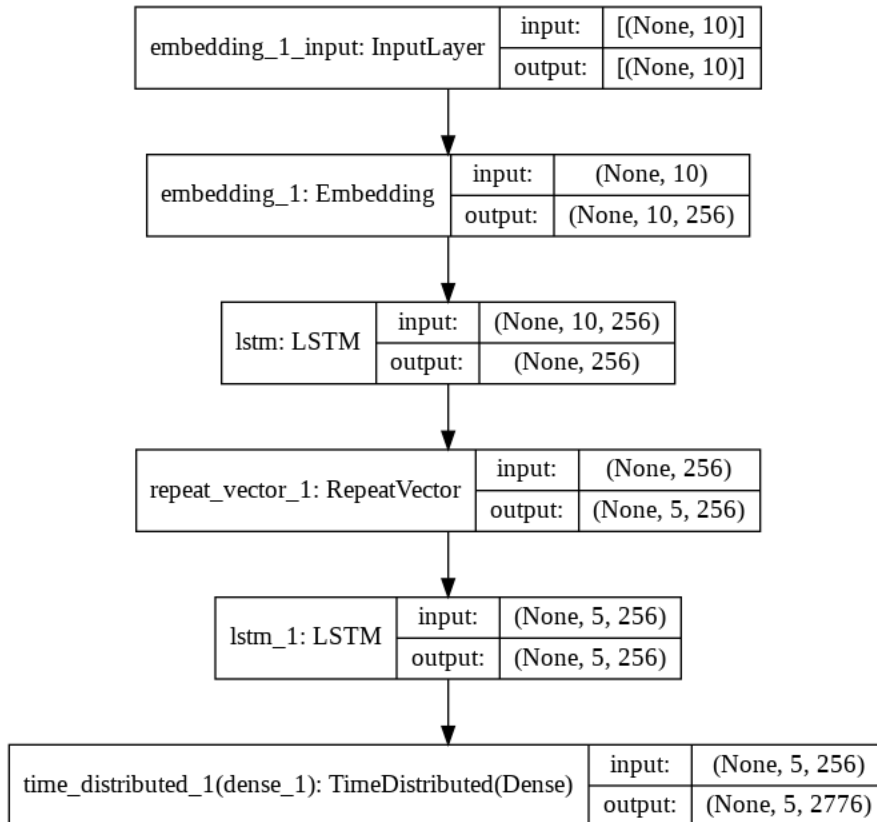 embedding_1_input: InputLayer
input: [(None, 10)]
output: [(None, 10)]
embedding_1: Embedding
input: (None, 10)
output: (None, 10, 256)
lstm: LSTM
input: (None, 10, 256)
output: (None, 256)
repeat_vector_1: RepeatVector
input: (None, 256)
output: (None, 5, 256)
lstm_1: LSTM
input: (None, 5, 256)
output: (None, 5, 256)
time_distributed_1(dense_1): TimeDistributed(Dense)
input: (None, 5, 256)
output: (None, 5, 2776)